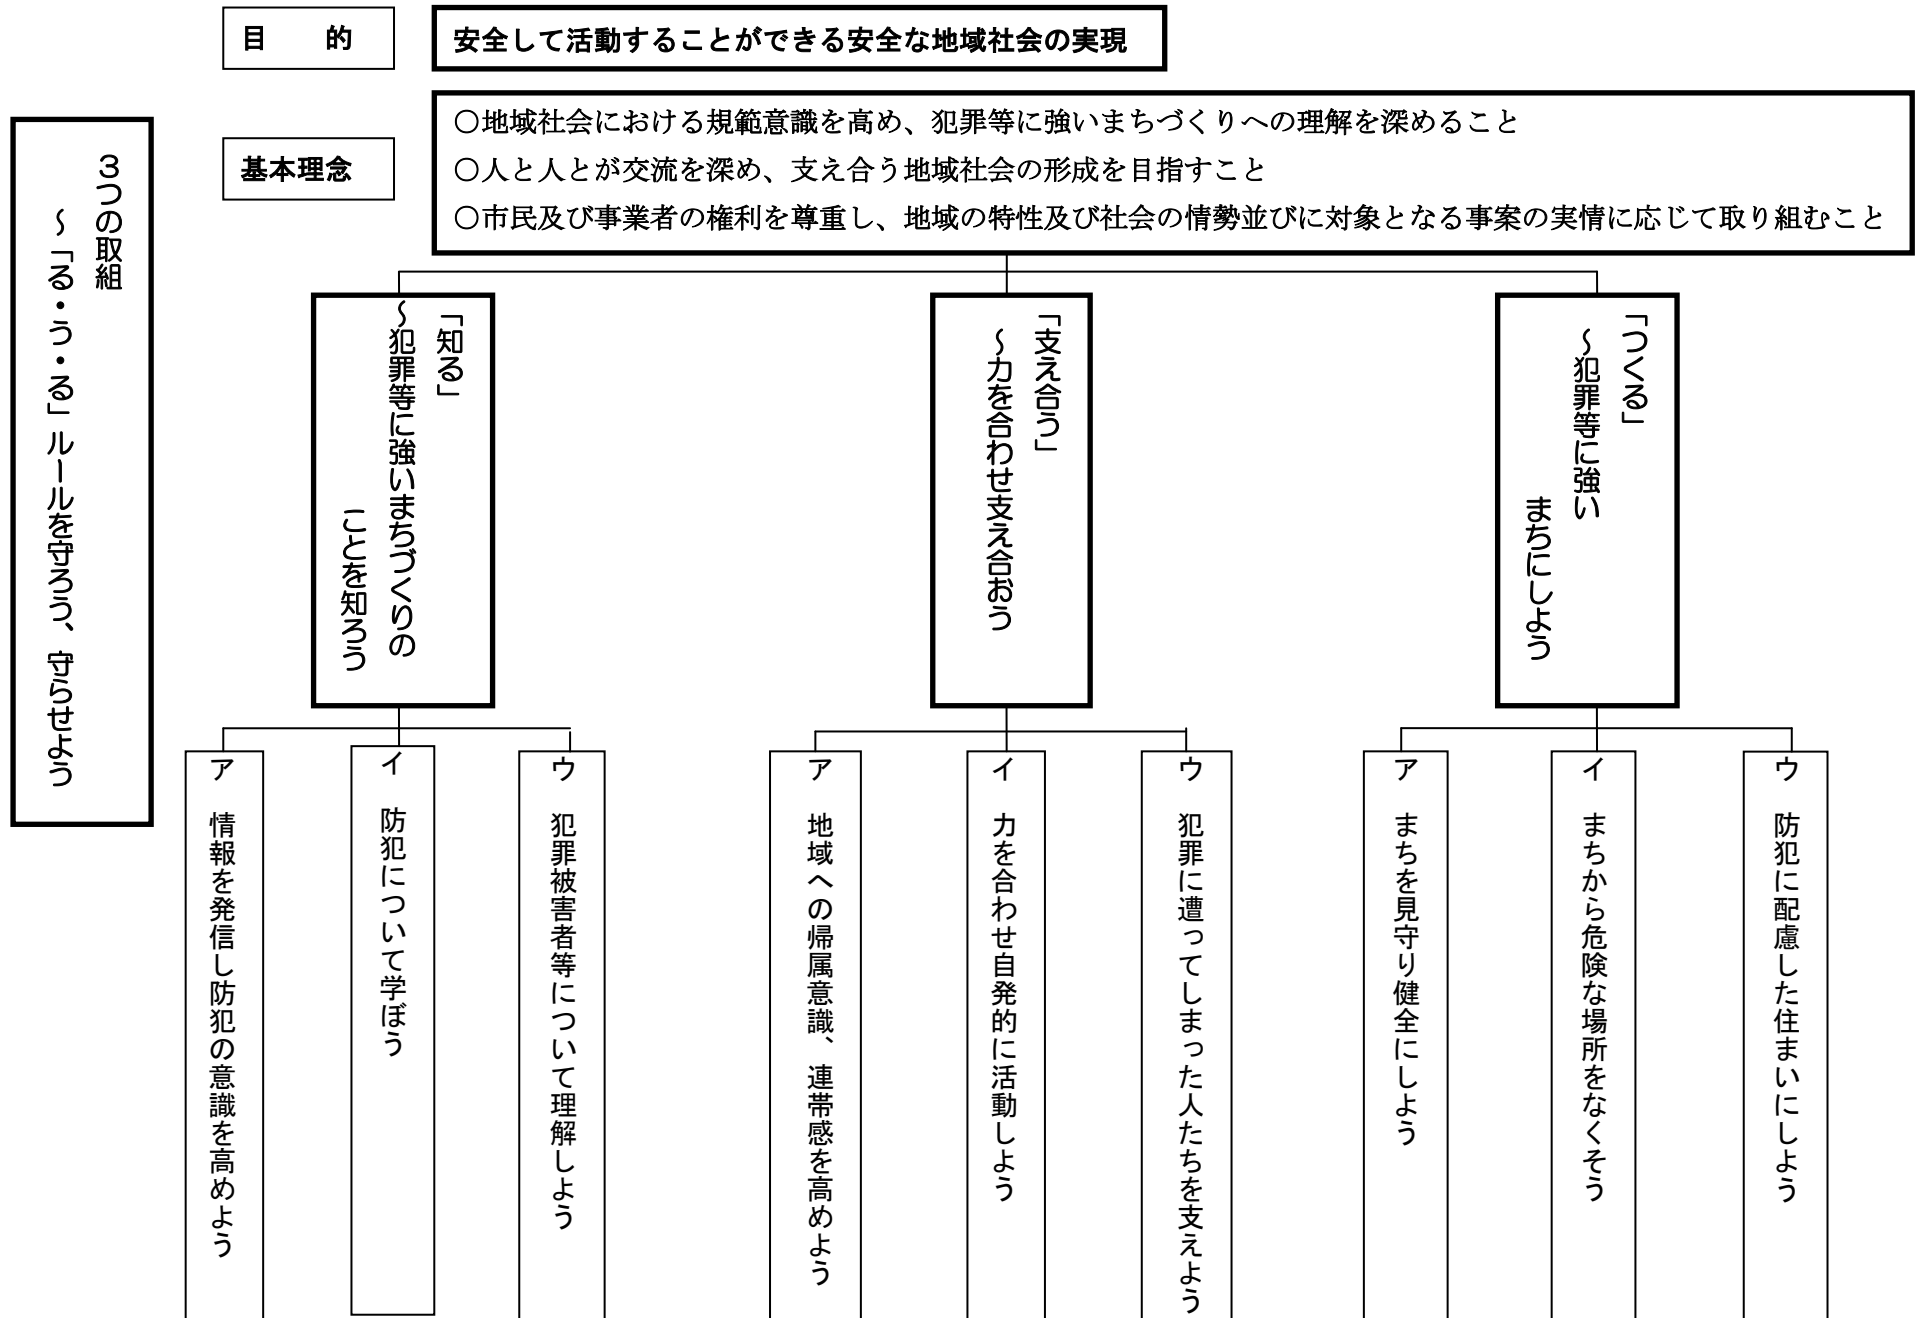 目　　的
安全して活動することができる安全な地域社会の実現
基本理念
○地域社会における規範意識を高め、犯罪等に強いまちづくりへの理解を深めること
○人と人とが交流を深め、支え合う地域社会の形成を目指すこと
○市民及び事業者の権利を尊重し、地域の特性及び社会の情勢並びに対象となる事案の実情に応じて取り組むこと
３つの取組
～「る・う・る」ルールを守ろう、守らせよう
「知る」
～犯罪等に強いまちづくりの
ことを知ろう
「支え合う」
～力を合わせ支え合おう
「つくる」
～犯罪等に強い
まちにしよう
ア　情報を発信し防犯の意識を高めよう
イ　防犯について学ぼう
ウ　犯罪被害者等について理解しよう
ア　地域への帰属意識、連帯感を高めよう
イ　力を合わせ自発的に活動しよう
ウ　犯罪に遭ってしまった人たちを支えよう
ア　まちを見守り健全にしよう
イ　まちから危険な場所をなくそう
ウ　防犯に配慮した住まいにしよう